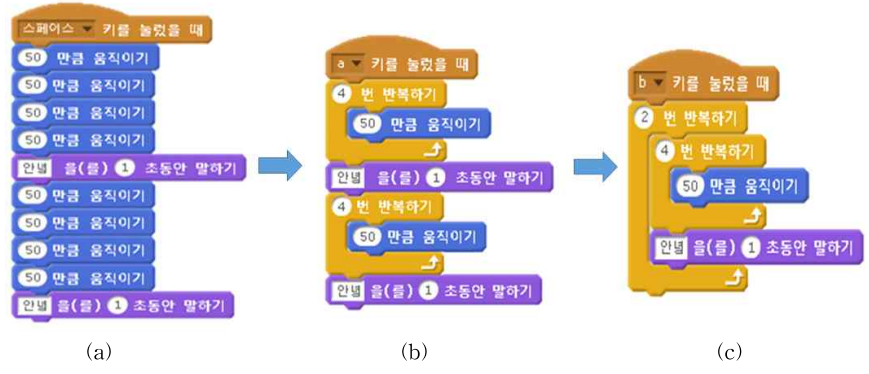 스페이스 키를 눌렀을 때
50 만큼 움직이기
50 만큼 움직이기
50 만큼 움직이기
50 만큼 움직이기
안녕 을(를) 1 초동안 말하기
50 만큼 움직이기
50 만큼 움직이기
50 만큼 움직이기
50 만큼 움직이기
안녕 을(를) 1 초동안 말하기
(a)
a 키를 눌렀을 때
4 번 반복하기
50 만큼 움직이기
안녕 을(를) 1 초동안 말하기
4 번 반복하기
50 만큼 움직이기
안녕 을(를) 1 초동안 말하기
(b)
b 키를 눌렀을 때
2 번 반복하기
4 번 반복하기
50 만큼 움직이기
안녕 을(를) 1 초동안 말하기
(c)